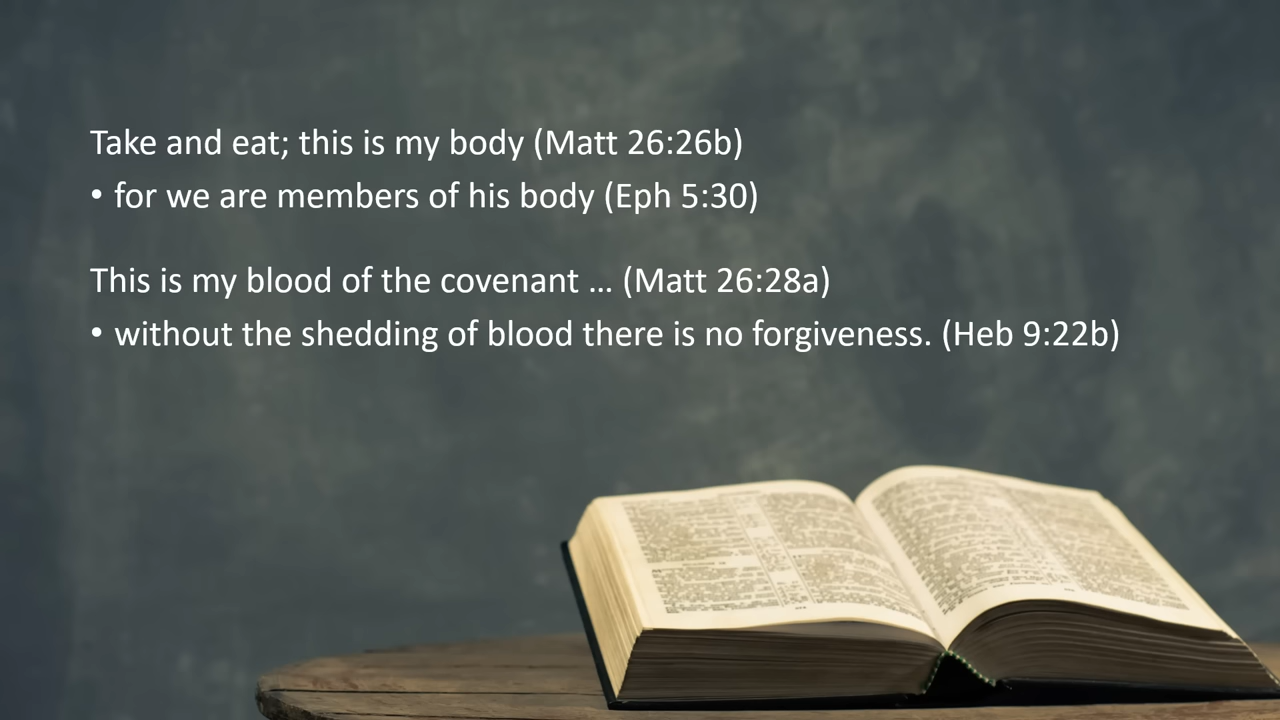 Take and eat; this is my body (Matt 26:26b)
• for we are members of his body (Eph 5:30)
This is my blood of the covenant … (Matt 26:28a)
• without the shedding of blood there is no forgiveness. (Heb 9:22b)